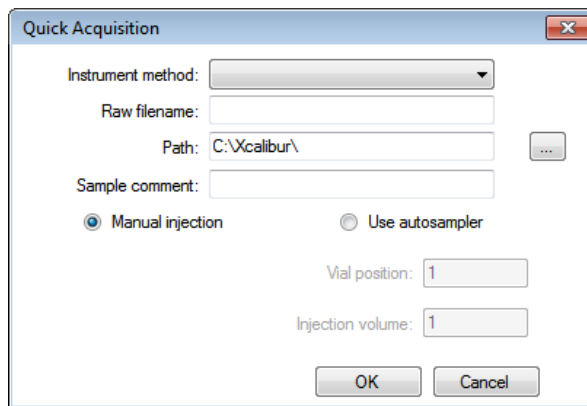 Quick Acquisition
Instrument method:
Raw filename:
Path: C:\Xcalibur\ ...
Sample comment:
Manual injection Use autosampler
Vial position: 1
Injection volume: 1
OK Cancel